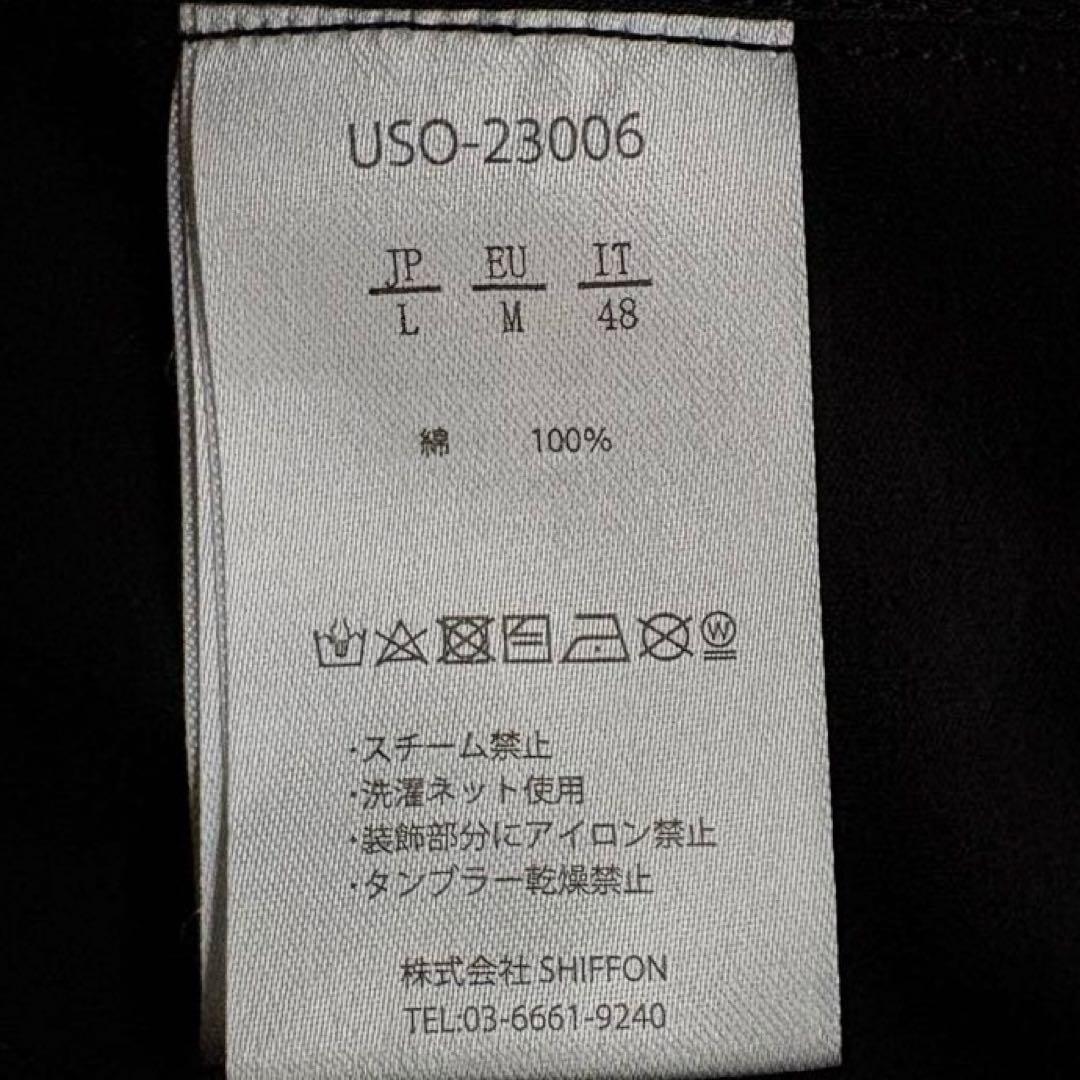 USO-23006
JP EU IT
L M 48
綿 100%
W
・スチーム禁止
・洗濯ネット使用
・装飾部分にアイロン禁止
・タンブラー乾燥禁止
株式会社 SHIFFON
TEL:03-6661-9240